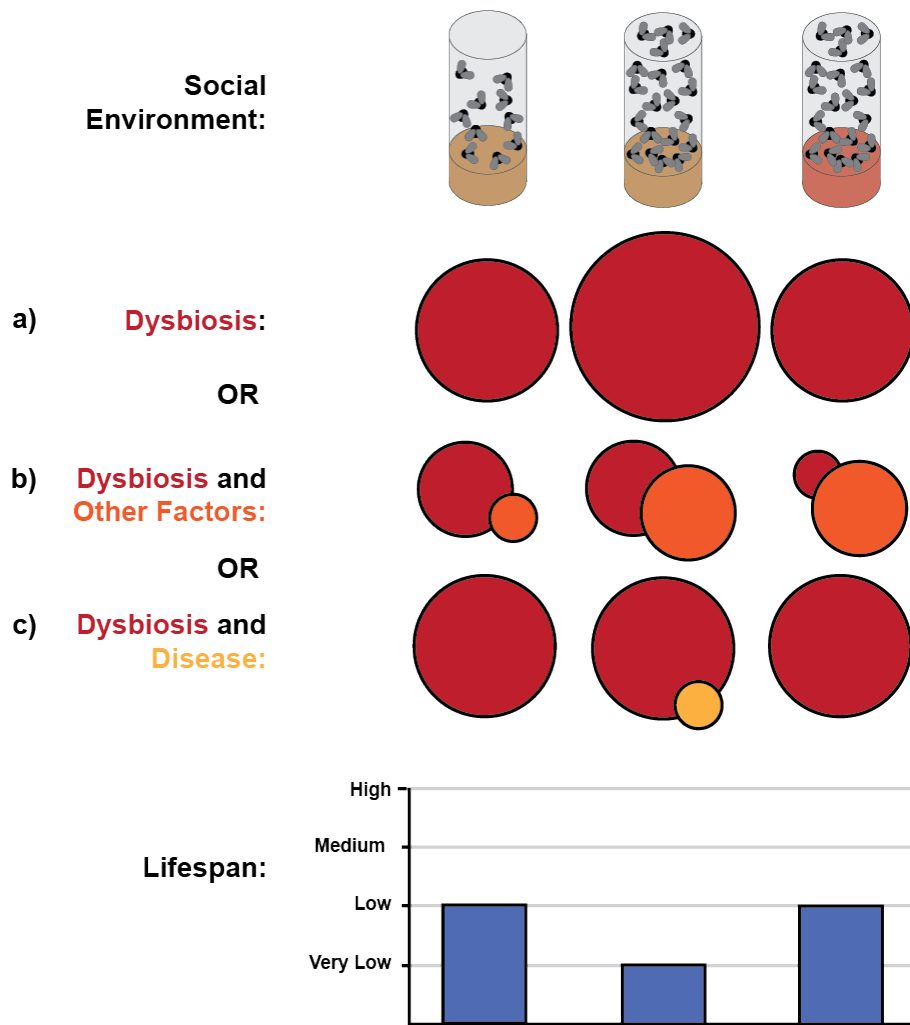 Social
Environment:
a) Dysbiosis:
OR
b) Dysbiosis and
Other Factors:
OR
c) Dysbiosis and
Disease:
Lifespan:
High
Medium
Low
Very Low